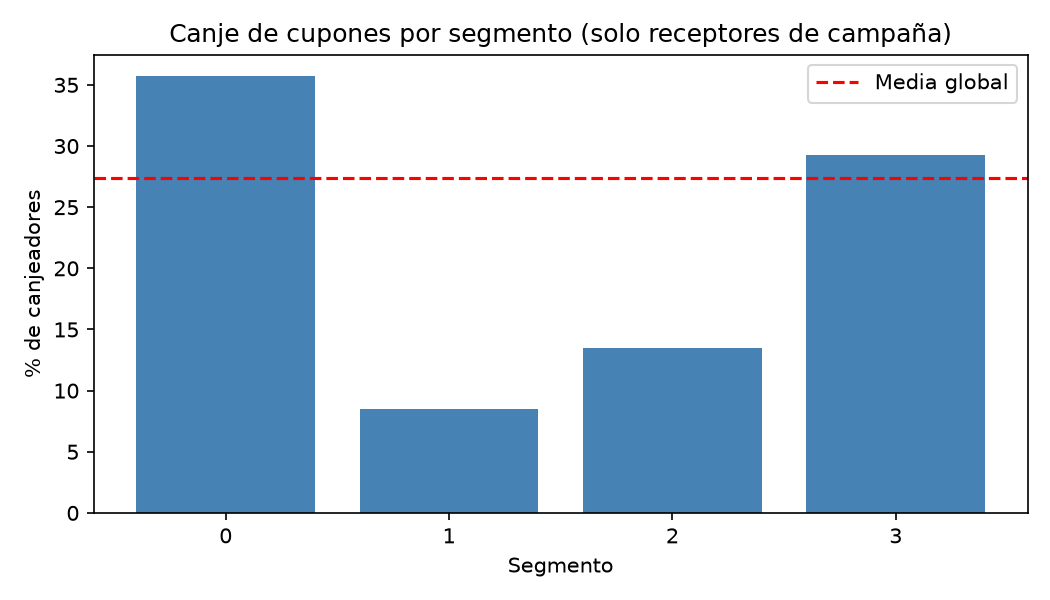 Canje de cupones por segmento (solo receptores de campaña)
Media global
% de canjeadores
35
30
25
20
15
10
5
0
0 1 2 3
Segmento